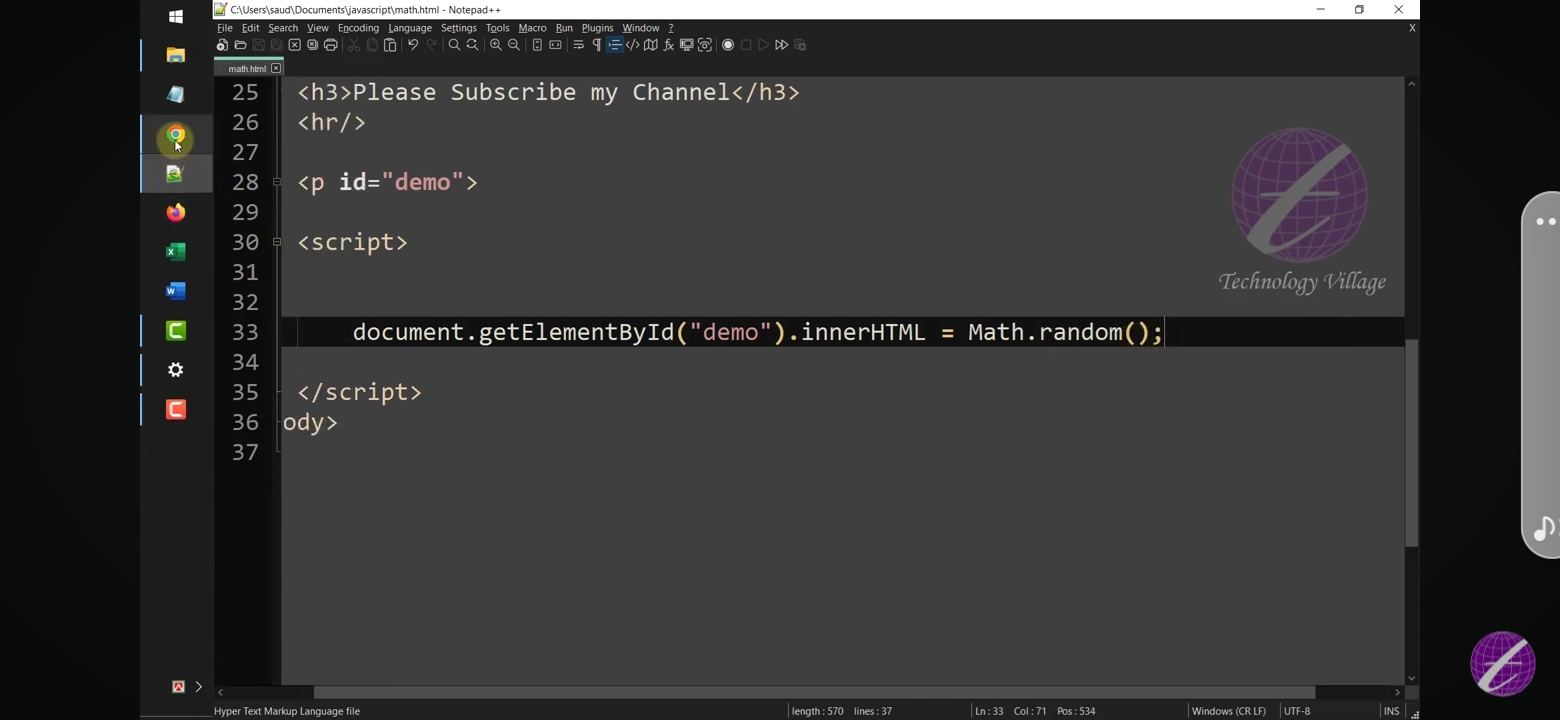 C:\Users\saud\Documents\javascript\math.html - Notepad++
File Edit Search View Encoding Language Settings Tools Macro Run Plugins Window ? X
math.html
25 <h3>Please Subscribe my Channel</h3>
26 <hr/>
27
28 <p id="demo">
29
30 <script>
31
32
33 document.getElementById("demo").innerHTML = Math.random();
34
35 </script>
36 ody>
37
Technology Village
Hyper Text Markup Language file length : 570 lines : 37 Ln : 33 Col : 71 Pos : 534 Windows (CR LF) UTF-8 INS